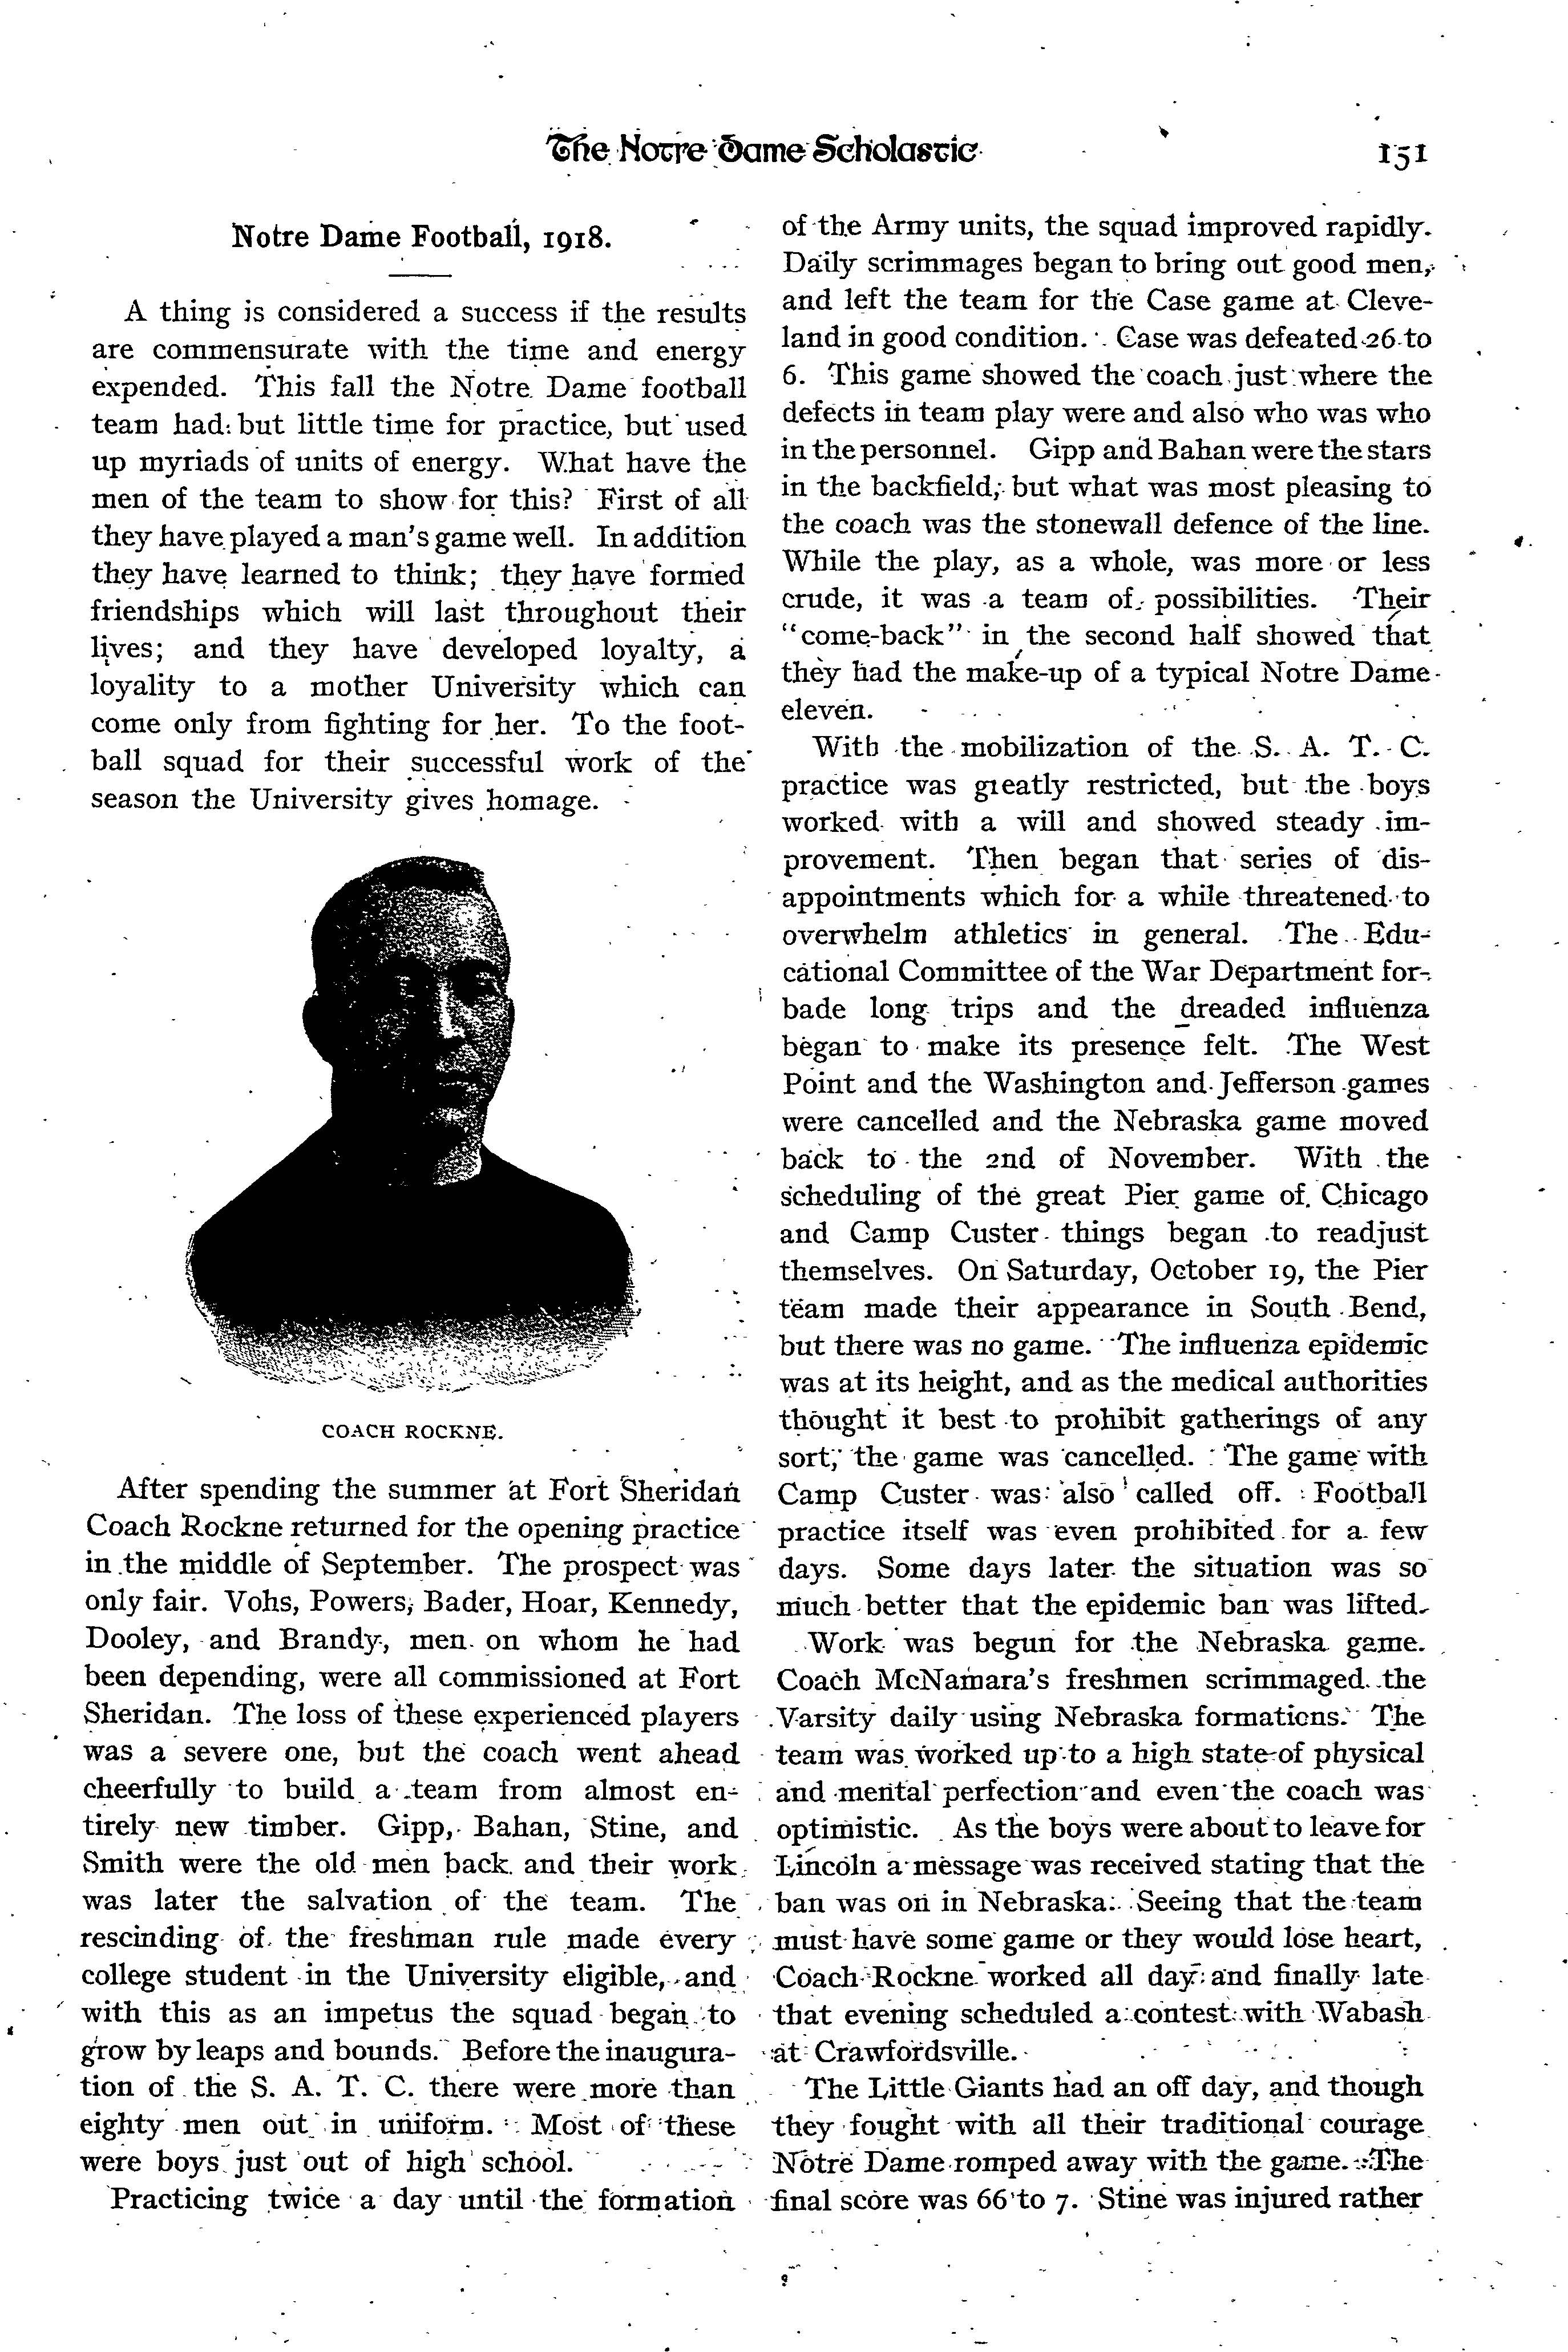 The Notre Dame Scholastic
151
Notre Dame Football, 1918.
A thing is considered a success if the results
are commensurate with the time and energy
expended. This fall the Notre Dame football
team had but little time for practice, but used
up myriads of units of energy. What have the
men of the team to show for this? First of all
they have played a man's game well. In addition
they have learned to think; they have formed
friendships which will last throughout their
lives; and they have developed loyalty, a
loyality to a mother University which can
come only from fighting for her. To the foot-
ball squad for their successful work of the
season the University gives homage.
COACH ROCKNE.
After spending the summer at Fort Sheridan
Coach Rockne returned for the opening practice
in the middle of September. The prospect was
only fair. Vohs, Powers, Bader, Hoar, Kennedy,
Dooley, and Brandy, men on whom he had
been depending, were all commissioned at Fort
Sheridan. The loss of these experienced players
was a severe one, but the coach went ahead
cheerfully to build a team from almost en-
tirely new timber. Gipp, Bahan, Stine, and
Smith were the old men back and their work
was later the salvation of the team. The
rescinding of the freshman rule made every
college student in the University eligible, and
with this as an impetus the squad began to
grow by leaps and bounds. Before the inaugura-
tion of the S. A. T. C. there were more than
eighty men out in uniform. Most of these
were boys just out of high school.
Practicing twice a day until the formation
of the Army units, the squad improved rapidly.
Daily scrimmages began to bring out good men,
and left the team for the Case game at Cleve-
land in good condition. Case was defeated 26 to
6. This game showed the coach just where the
defects in team play were and also who was who
in the personnel. Gipp and Bahan were the stars
in the backfield, but what was most pleasing to
the coach was the stonewall defence of the line.
While the play, as a whole, was more or less
crude, it was a team of possibilities. Their
"come-back" in the second half showed that
they had the make-up of a typical Notre Dame
eleven.
With the mobilization of the S. A. T. C.
practice was greatly restricted, but the boys
worked with a will and showed steady im-
provement. Then began that series of dis-
appointments which for a while threatened to
overwhelm athletics in general. The Edu-
cational Committee of the War Department for-
bade long trips and the dreaded influenza
began to make its presence felt. The West
Point and the Washington and Jefferson games
were cancelled and the Nebraska game moved
back to the 2nd of November. With the
scheduling of the great Pier game of Chicago
and Camp Custer things began to readjust
themselves. On Saturday, October 19, the Pier
team made their appearance in South Bend,
but there was no game. The influenza epidemic
was at its height, and as the medical authorities
thought it best to prohibit gatherings of any
sort, the game was cancelled. The game with
Camp Custer was also called off. Football
practice itself was even prohibited for a few
days. Some days later the situation was so
much better that the epidemic ban was lifted.
Work was begun for the Nebraska game.
Coach McNamara's freshmen scrimmaged the
Varsity daily using Nebraska formations. The
team was worked up to a high state of physical
and mental perfection and even the coach was
optimistic. As the boys were about to leave for
Lincoln a message was received stating that the
ban was on in Nebraska. Seeing that the team
must have some game or they would lose heart,
Coach Rockne worked all day and finally late
that evening scheduled a contest with Wabash
at Crawfordsville.
The Little Giants had an off day, and though
they fought with all their traditional courage
Notre Dame romped away with the game. The
final score was 66 to 7. Stine was injured rather